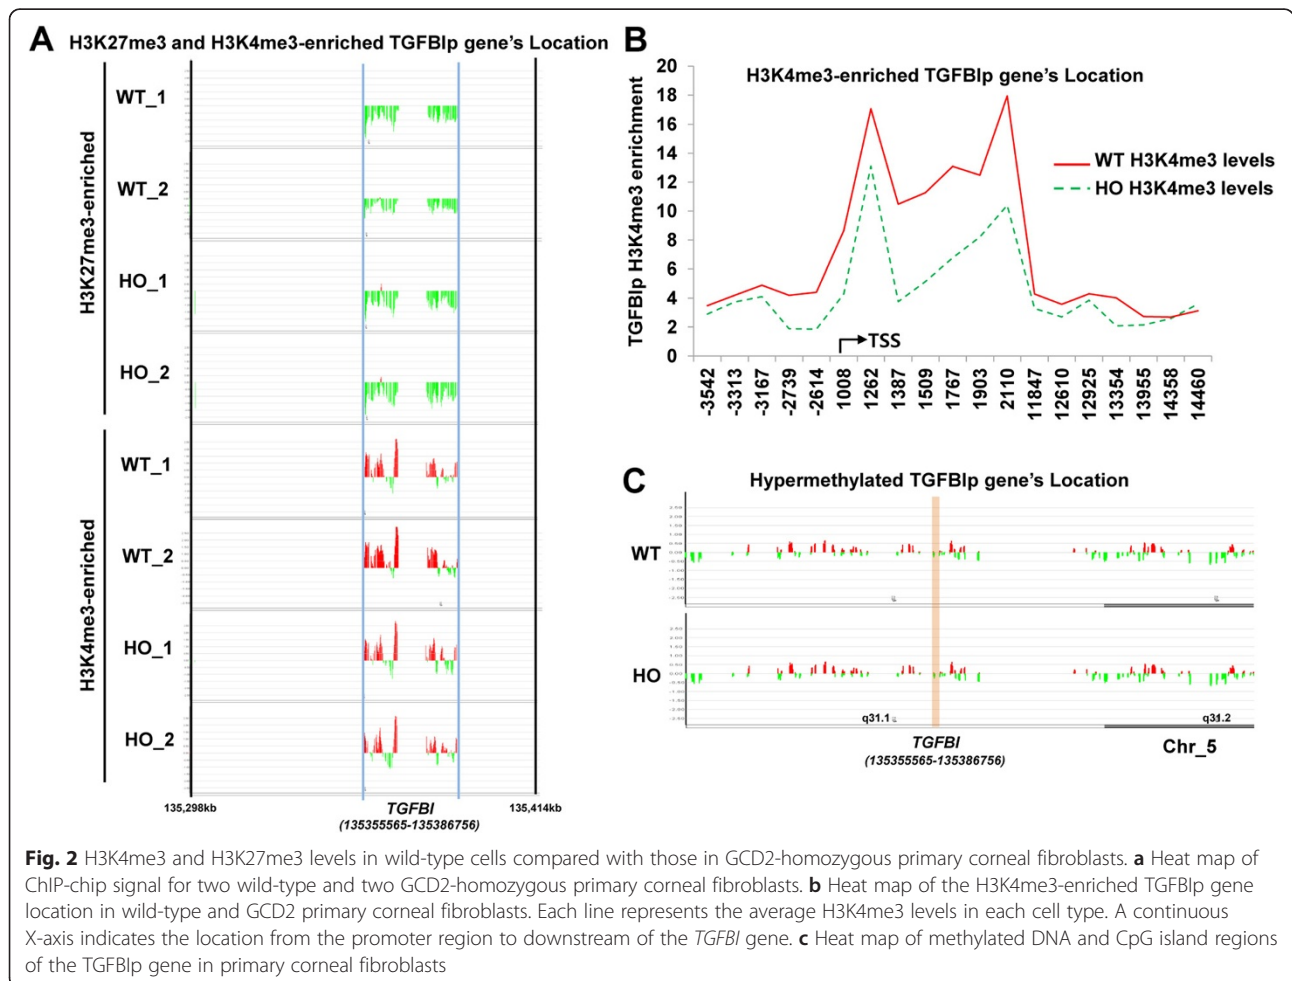 A
H3K27me3 and H3K4me3-enriched TGFBIp gene's Location
H3K27me3-enriched
WT_1
WT_2
HO_1
HO_2
H3K4me3-enriched
WT_1
WT_2
HO_1
HO_2
135,298kb
TGFBI
(135355565-135386756)
135,414kb
B
H3K4me3-enriched TGFBIp gene's Location
TGFBIp H3K4me3 enrichment
20
18
16
14
12
10
8
6
4
2
0
WT H3K4me3 levels
HO H3K4me3 levels
TSS
-3542
-3313
-3167
-2739
-2614
1008
1262
1387
1509
1767
1903
2110
11847
12610
12925
13354
13955
14358
14460
C
Hypermethylated TGFBIp gene's Location
WT
HO
q31.1
q31.2
TGFBI
(135355565-135386756)
Chr_5
Fig. 2 H3K4me3 and H3K27me3 levels in wild-type cells compared with those in GCD2-homozygous primary corneal fibroblasts. a Heat map of
ChIP-chip signal for two wild-type and two GCD2-homozygous primary corneal fibroblasts. b Heat map of the H3K4me3-enriched TGFBIp gene
location in wild-type and GCD2 primary corneal fibroblasts. Each line represents the average H3K4me3 levels in each cell type. A continuous
X-axis indicates the location from the promoter region to downstream of the TGFBI gene. c Heat map of methylated DNA and CpG island regions
of the TGFBIp gene in primary corneal fibroblasts